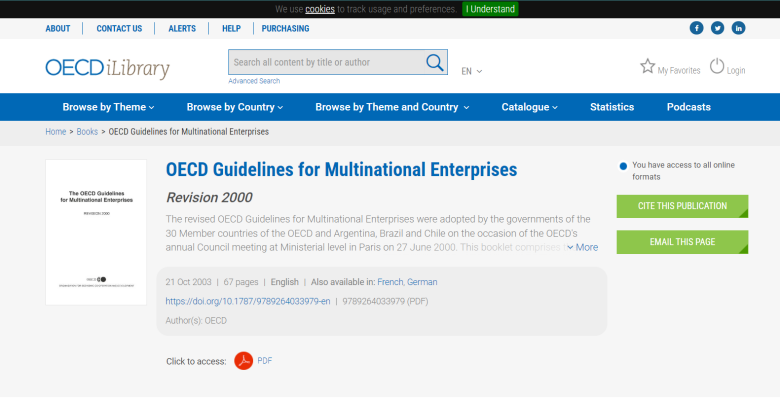 We use cookies to track usage and preferences. I Understand
ABOUT CONTACT US ALERTS HELP PURCHASING
OECDiLibrary
Search all content by title or author
Advanced Search
EN
My Favorites Login
Browse by Theme Browse by Country Browse by Theme and Country Catalogue Statistics Podcasts
Home > Books > OECD Guidelines for Multinational Enterprises
The OECD Guidelines
for Multinational Enterprises
REVISION 2000
OECD
OECD Guidelines for Multinational Enterprises
Revision 2000
The revised OECD Guidelines for Multinational Enterprises were adopted by the governments of the
30 Member countries of the OECD and Argentina, Brazil and Chile on the occasion of the OECD's
annual Council meeting at Ministerial level in Paris on 27 June 2000. This booklet comprises More
21 Oct 2003 | 67 pages | English | Also available in: French, German
https://doi.org/10.1787/9789264033979-en | 9789264033979 (PDF)
Author(s): OECD
Click to access: PDF
You have access to all online
formats
CITE THIS PUBLICATION
EMAIL THIS PAGE